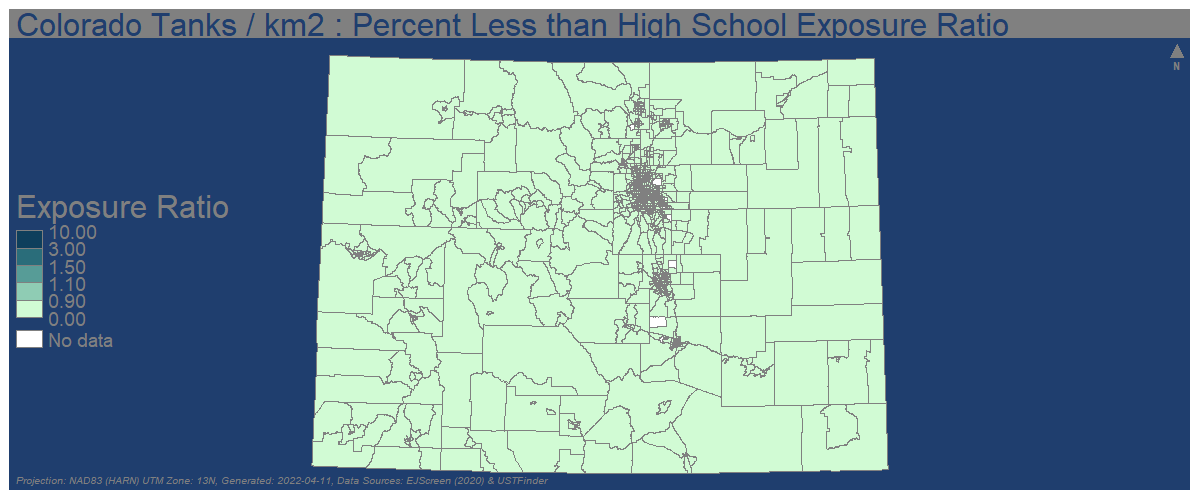 Colorado Tanks / km2 : Percent Less than High School Exposure Ratio
N
Exposure Ratio
10.00
3.00
1.50
1.10
0.90
0.00
No data
Projection: NAD83 (HARN) UTM Zone: 13N, Generated: 2022-04-11, Data Sources: EJScreen (2020) & USTFinder